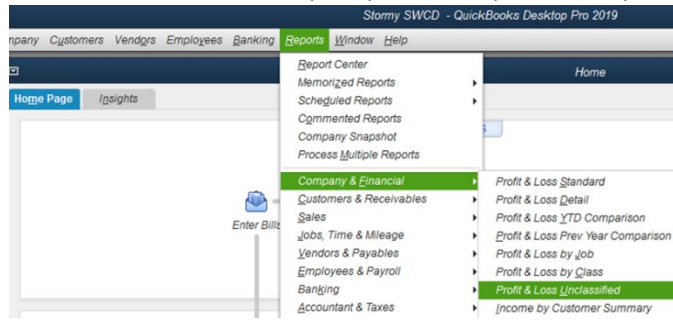 Stormy SWCD - QuickBooks Desktop Pro 2019
mpany Customers Vendors Employees Banking Reports Window Help
Home
Home Page Insights
Report Center
Memorized Reports
Scheduled Reports
Commented Reports
Company Snapshot
Process Multiple Reports
Company & Financial
Customers & Receivables
Sales
Jobs, Time & Mileage
Vendors & Payables
Employees & Payroll
Banking
Accountant & Taxes
Enter Bills
Profit & Loss Standard
Profit & Loss Detail
Profit & Loss YTD Comparison
Profit & Loss Prev Year Comparison
Profit & Loss by Job
Profit & Loss by Class
Profit & Loss Unclassified
Income by Customer Summary